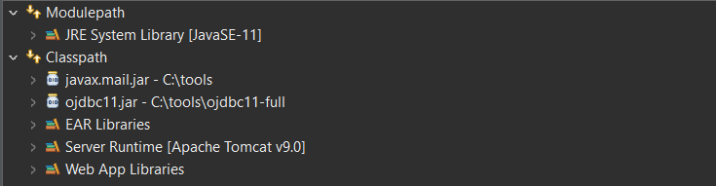 Modulepath
JRE System Library [JavaSE-11]
Classpath
javax.mail.jar - C:\tools
ojdbc11.jar - C:\tools\ojdbc11-full
EAR Libraries
Server Runtime [Apache Tomcat v9.0]
Web App Libraries